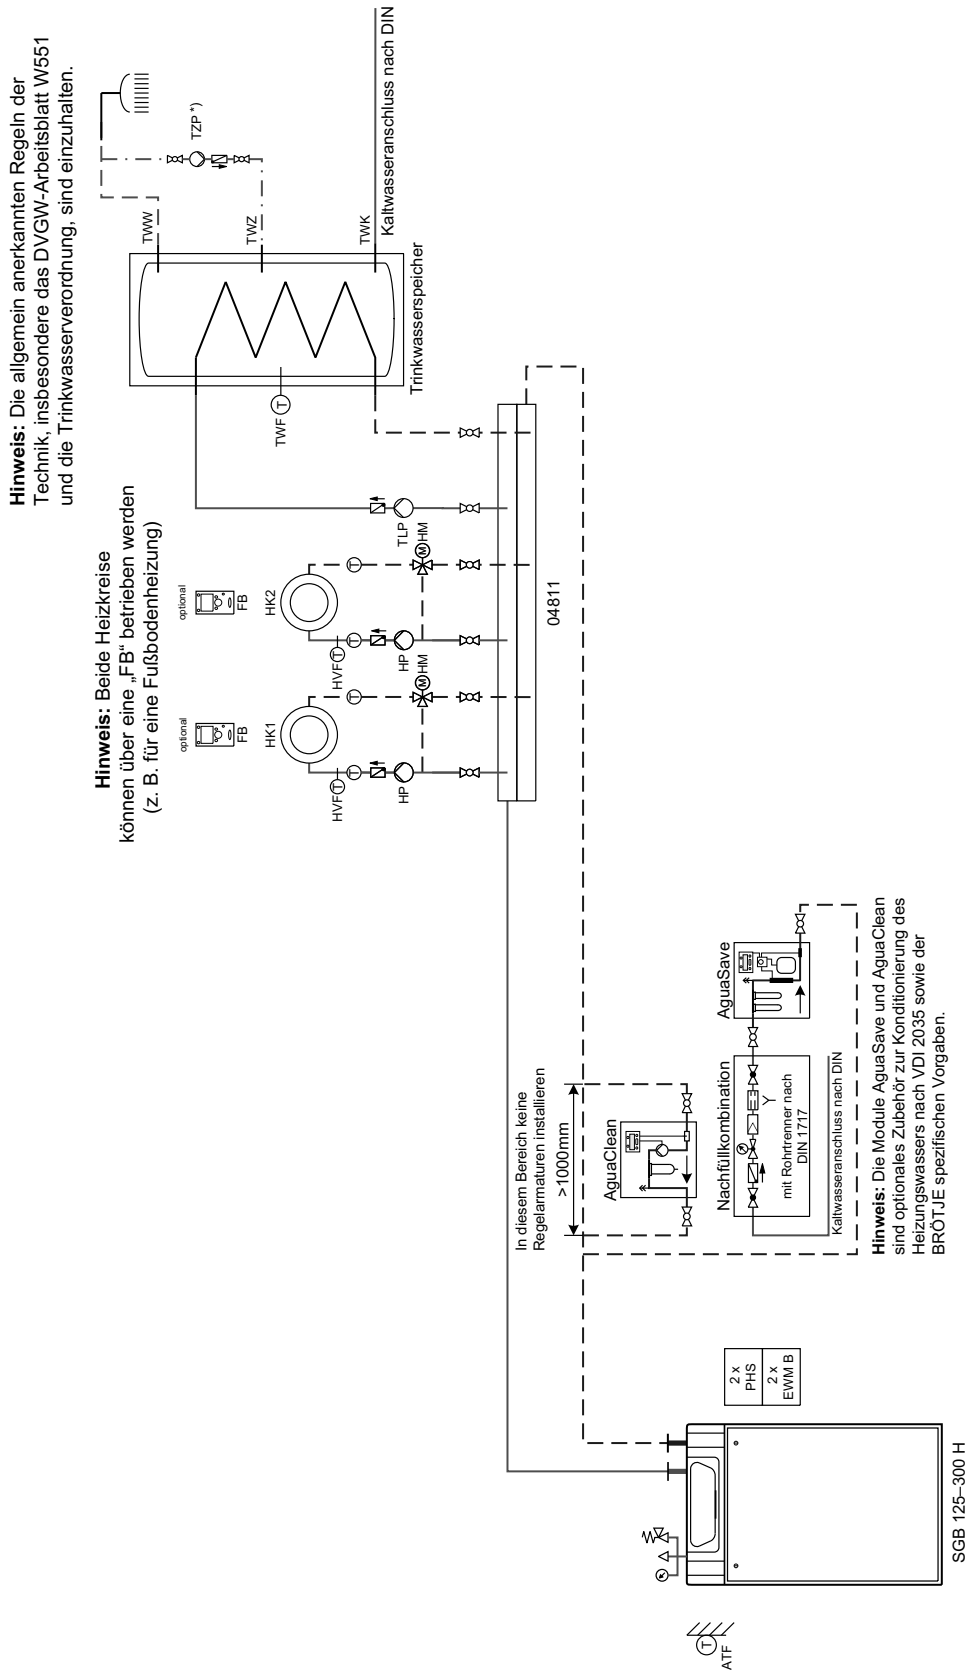 Hinweis: Die allgemein anerkannten Regeln der
Technik, insbesondere das DVGW-Arbeitsblatt W551
und die Trinkwasserverordnung, sind einzuhalten.
Hinweis: Beide Heizkreise
können über eine „FB“ betrieben werden
(z. B. für eine Fußbodenheizung)
TZP *)
TWW
TWZ
TWK
Kaltwasseranschluss nach DIN
Trinkwasserspeicher
TWF
T
optional
FB
HK1
HVF
T
T
T
HP
M
HM
optional
FB
HK2
HVF
T
T
T
HP
M
HM
TLP
04811
In diesem Bereich keine
Regelarmaturen installieren
>1000mm
AguaClean
AguaSave
Nachfüllkombination
mit Rohrtrenner nach
DIN 1717
Kaltwasseranschluss nach DIN
Hinweis: Die Module AguaSave und AguaClean
sind optionales Zubehör zur Konditionierung des
Heizungswassers nach VDI 2035 sowie der
BRÖTJE spezifischen Vorgaben.
2 x
PHS
2 x
EWM B
T
ATF
SGB 125–300 H